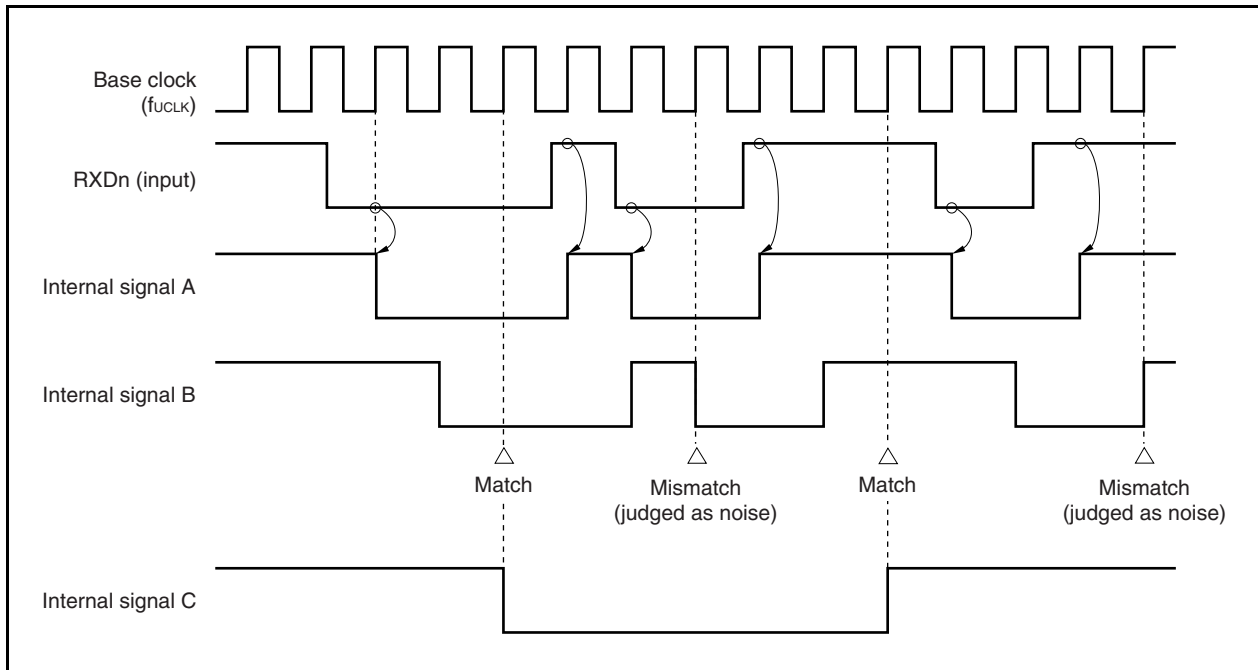 Base clock
(fUCLK)
RXDn (input)
Internal signal A
Internal signal B
Match
Mismatch
(judged as noise)
Match
Mismatch
(judged as noise)
Internal signal C